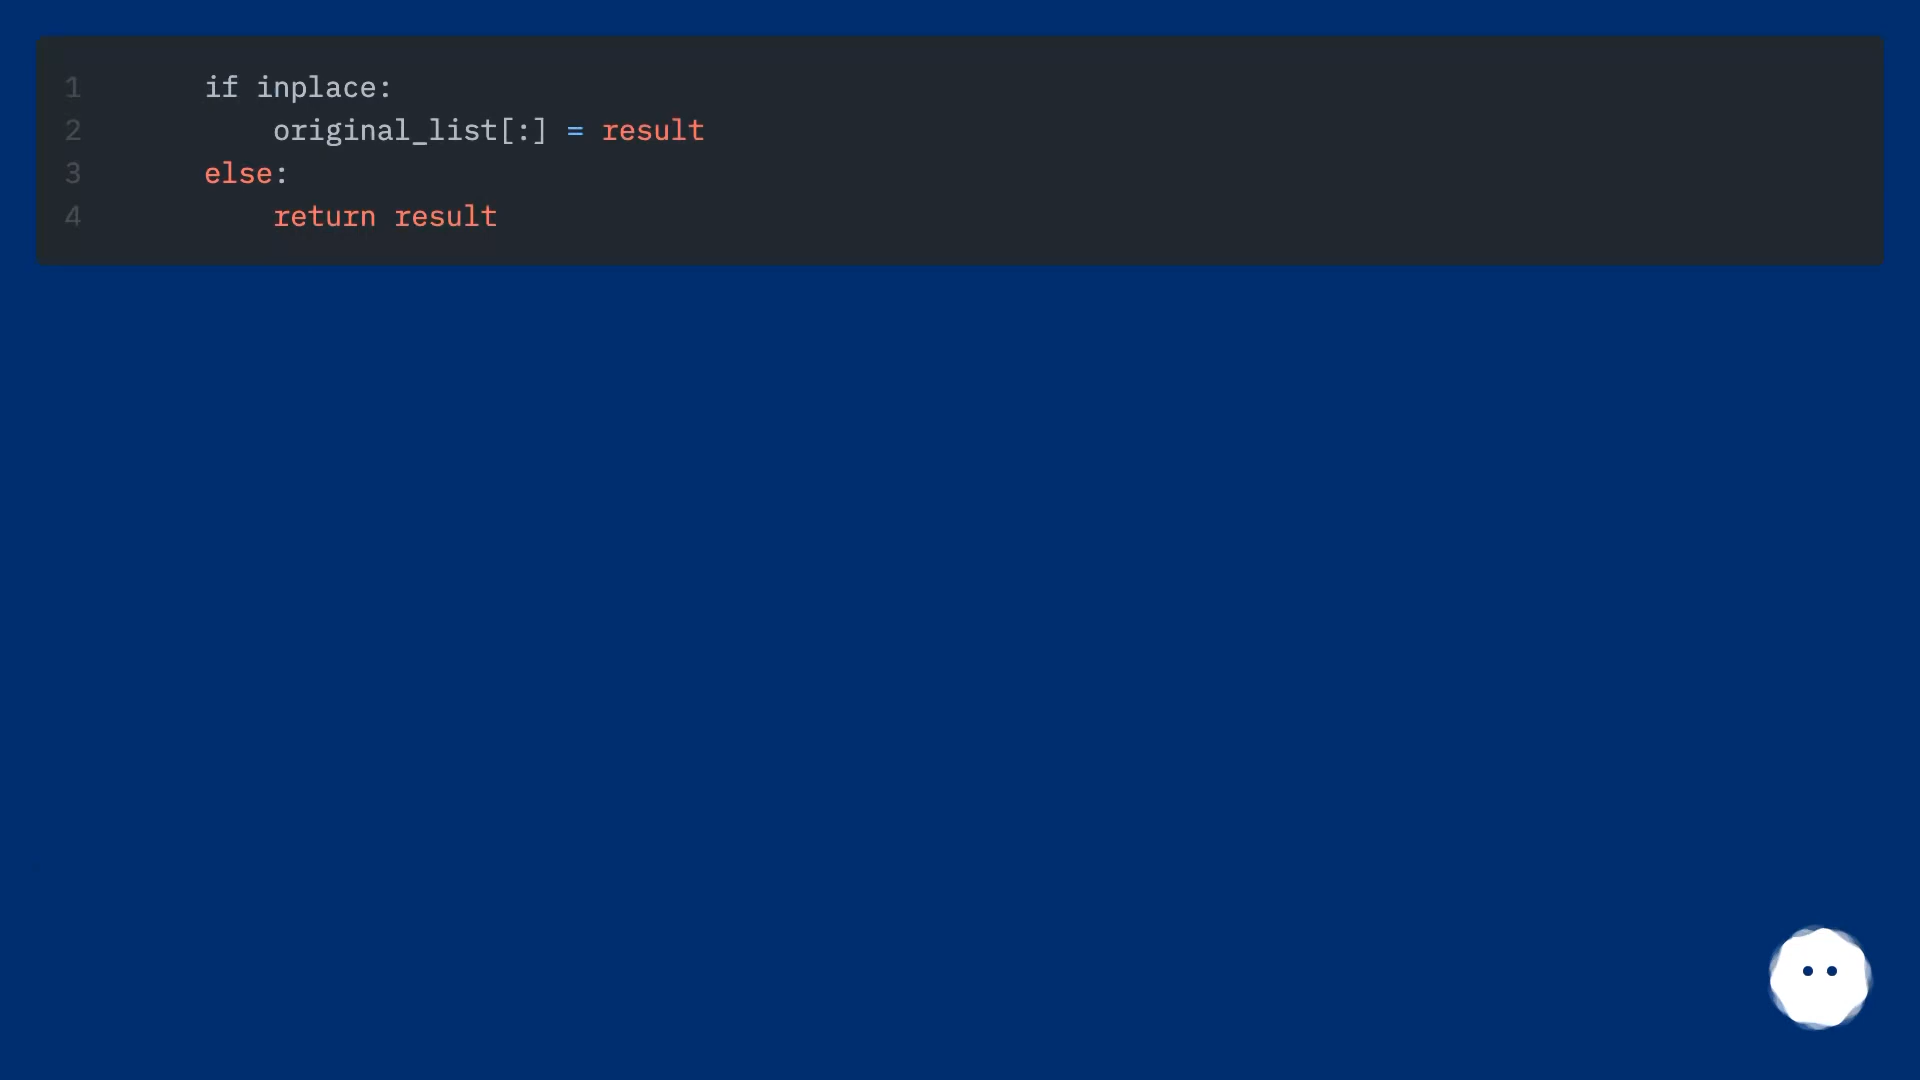 1 if inplace:
2 original_list[:] = result
3 else:
4 return result